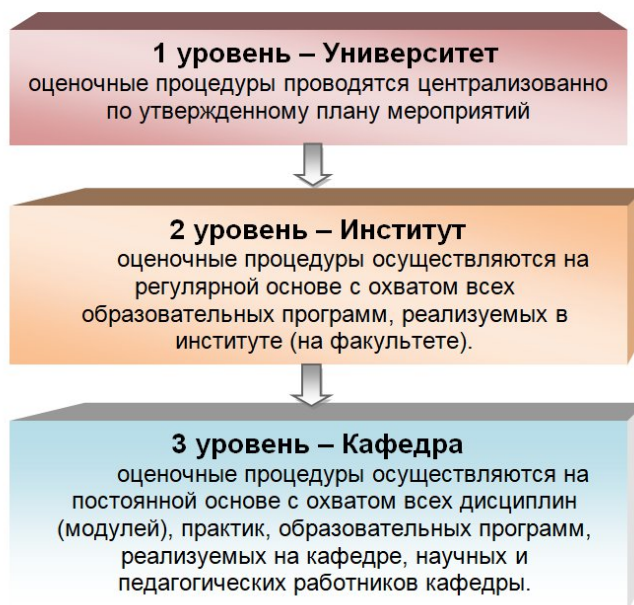 1 уровень – Университет
оценочные процедуры проводятся централизованно
по утвержденному плану мероприятий
2 уровень – Институт
оценочные процедуры осуществляются на
регулярной основе с охватом всех
образовательных программ, реализуемых в
институте (на факультете).
3 уровень – Кафедра
оценочные процедуры осуществляются на
постоянной основе с охватом всех дисциплин
(модулей), практик, образовательных программ,
реализуемых на кафедре, научных и
педагогических работников кафедры.